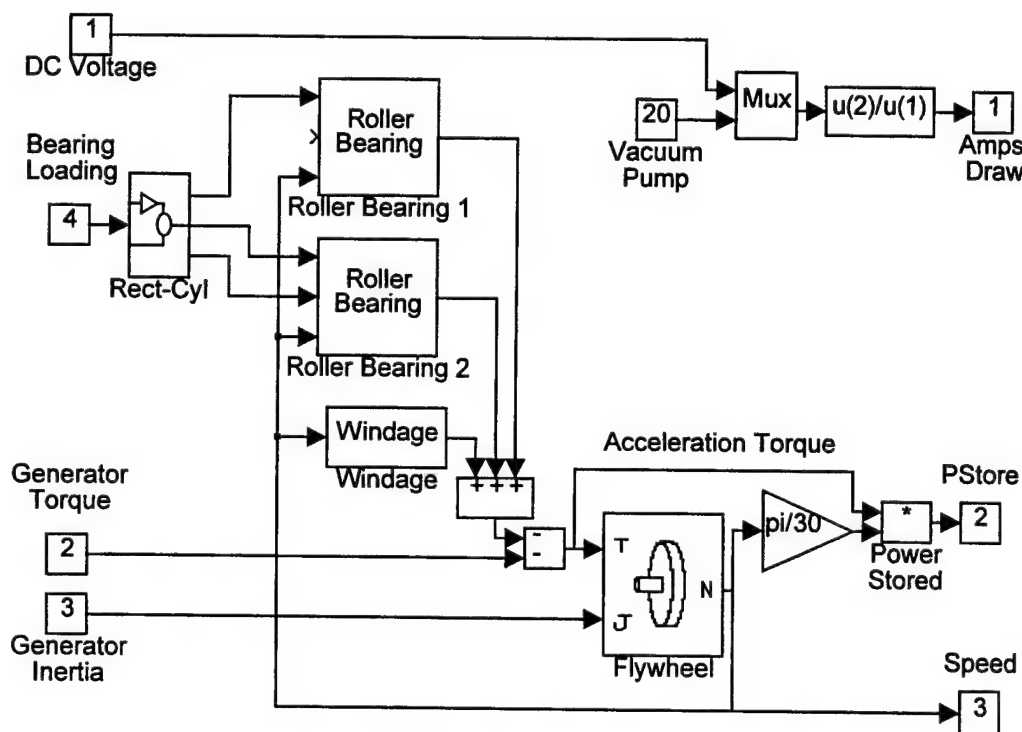 1
DC Voltage
Bearing
Loading
4
Rect-Cyl
Roller
Bearing
Roller Bearing 1
Roller
Bearing
Roller Bearing 2
Mux
20
Vacuum
Pump
u(2)/u(1)
1
Amps
Draw
Windage
Windage
+ + +
Generator
Torque
2
3
Generator
Inertia
-
-
Acceleration Torque
T
J
N
Flywheel
pi/30
*
Power
Stored
PStore
2
Speed
3